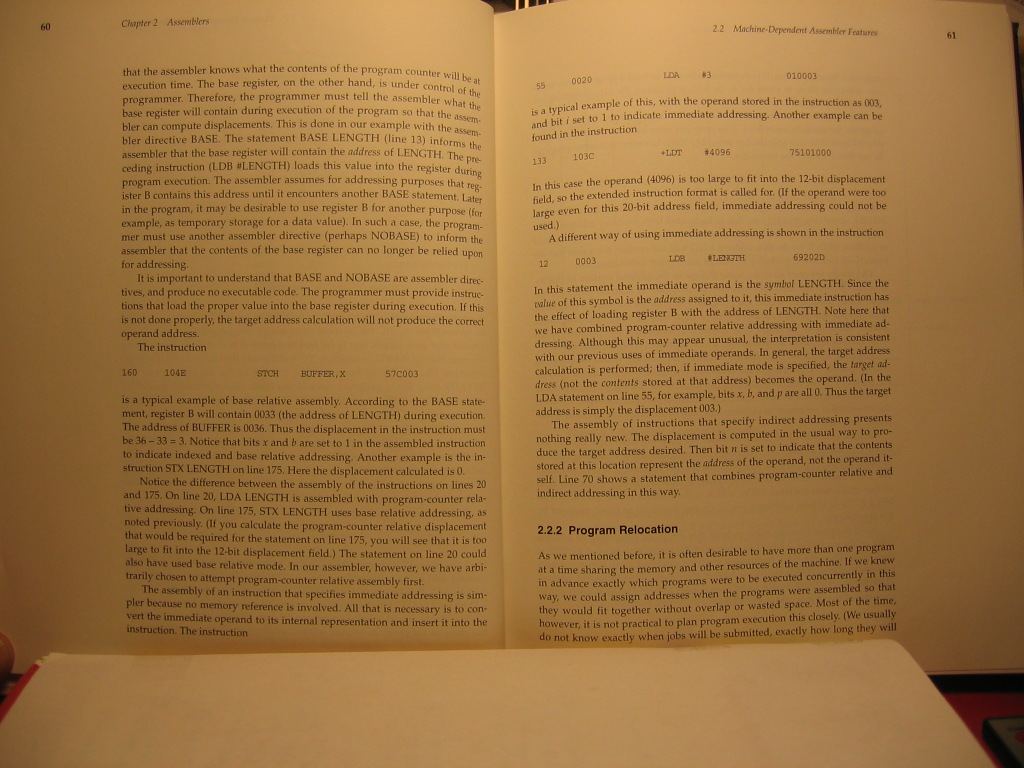 60
Chapter 2 Assemblers
that the assembler knows what the contents of the program counter will be at
execution time. The base register, on the other hand, is under control of the
programmer. Therefore, the programmer must tell the assembler what the
base register will contain during execution of the program so that the assem-
bler can compute displacements. This is done in our example with the assem-
bler directive BASE. The statement BASE LENGTH (line 13) informs the
assembler that the base register will contain the address of LENGTH. The pre-
ceding instruction (LDB #LENGTH) loads this value into the register during
program execution. The assembler assumes for addressing purposes that reg-
ister B contains this address until it encounters another BASE statement. Later
in the program, it may be desirable to use register B for another purpose (for
example, as temporary storage for a data value). In such a case, the program-
mer must use another assembler directive (perhaps NOBASE) to inform the
assembler that the contents of the base register can no longer be relied upon
for addressing.
It is important to understand that BASE and NOBASE are assembler direc-
tives, and produce no executable code. The programmer must provide instruc-
tions that load the proper value into the base register during execution. If this
is not done properly, the target address calculation will not produce the correct
operand address.
The instruction
160 104E STCH BUFFER,X 57C003
is a typical example of base relative assembly. According to the BASE state-
ment, register B will contain 0033 (the address of LENGTH) during execution.
The address of BUFFER is 0036. Thus the displacement in the instruction must
be 36 – 33 = 3. Notice that bits x and b are set to 1 in the assembled instruction
to indicate indexed and base relative addressing. Another example is the in-
struction STX LENGTH on line 175. Here the displacement calculated is 0.
Notice the difference between the assembly of the instructions on lines 20
and 175. On line 20, LDA LENGTH is assembled with program-counter rela-
tive addressing. On line 175, STX LENGTH uses base relative addressing, as
noted previously. (If you calculate the program-counter relative displacement
that would be required for the statement on line 175, you will see that it is too
large to fit into the 12-bit displacement field.) The statement on line 20 could
also have used base relative mode. In our assembler, however, we have arbi-
trarily chosen to attempt program-counter relative assembly first.
The assembly of an instruction that specifies immediate addressing is sim-
pler because no memory reference is involved. All that is necessary is to con-
vert the immediate operand to its internal representation and insert it into the
instruction. The instruction
2.2 Machine-Dependent Assembler Features
61
55 0020 LDA #3 010003
is a typical example of this, with the operand stored in the instruction as 003,
and bit i set to 1 to indicate immediate addressing. Another example can be
found in the instruction
133 103C +LDT #4096 75101000
In this case the operand (4096) is too large to fit into the 12-bit displacement
field, so the extended instruction format is called for. (If the operand were too
large even for this 20-bit address field, immediate addressing could not be
used.)
A different way of using immediate addressing is shown in the instruction
12 0003 LDB #LENGTH 69202D
In this statement the immediate operand is the symbol LENGTH. Since the
value of this symbol is the address assigned to it, this immediate instruction has
the effect of loading register B with the address of LENGTH. Note here that
we have combined program-counter relative addressing with immediate ad-
dressing. Although this may appear unusual, the interpretation is consistent
with our previous uses of immediate operands. In general, the target address
calculation is performed; then, if immediate mode is specified, the target ad-
dress (not the contents stored at that address) becomes the operand. (In the
LDA statement on line 55, for example, bits x, b, and p are all 0. Thus the target
address is simply the displacement 003.)
The assembly of instructions that specify indirect addressing presents
nothing really new. The displacement is computed in the usual way to pro-
duce the target address desired. Then bit n is set to indicate that the contents
stored at this location represent the address of the operand, not the operand it-
self. Line 70 shows a statement that combines program-counter relative and
indirect addressing in this way.
2.2.2 Program Relocation
As we mentioned before, it is often desirable to have more than one program
at a time sharing the memory and other resources of the machine. If we knew
in advance exactly which programs were to be executed concurrently in this
way, we could assign addresses when the programs were assembled so that
they would fit together without overlap or wasted space. Most of the time,
however, it is not practical to plan program execution this closely. (We usually
do not know exactly when jobs will be submitted, exactly how long they will